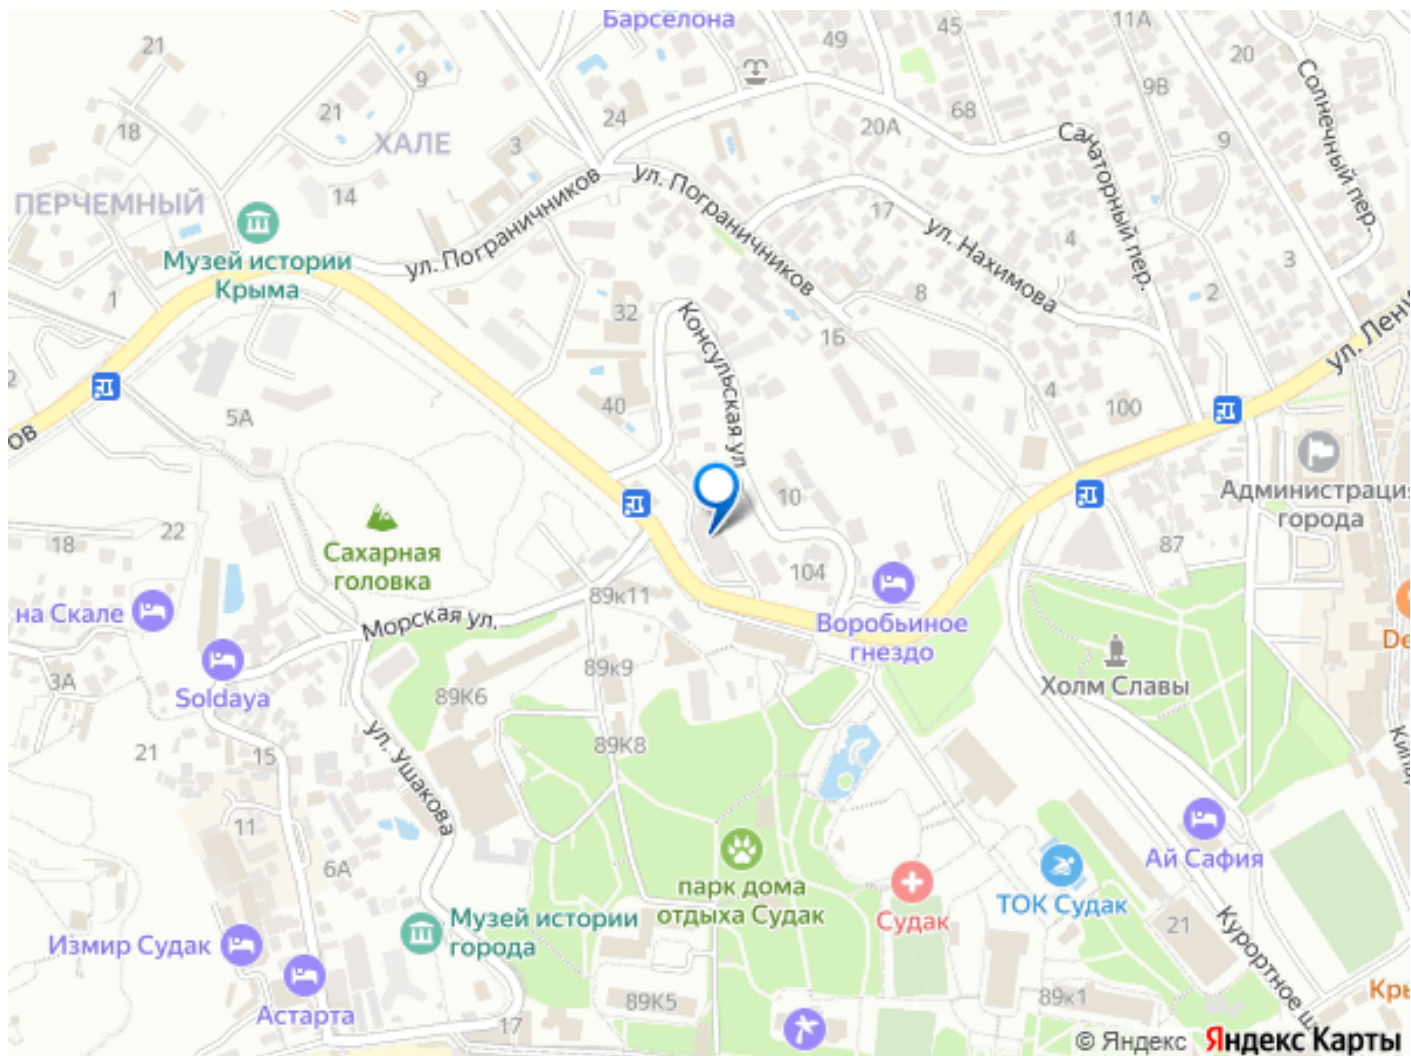 Барселона
21
9
49
45
11А
20
21
18
ХАЛЕ
3
24
20А
68
9В
9
Солнечный пер.
ПЕРЧЕМНЫЙ
14
ул. Пограничников
ул. Пограничников
17
ул. Нахимова
4
Санаторный пер.
3
Музей истории
Крыма
1
32
8
16
2
ул. Лени
Консульская ул
4
100
2
5А
40
ов
22
18
Сахарная
головка
10
104
87
Администрация
города
на Скале
Морская ул.
89к11
Воробьиное
гнездо
Холм Славы
3А
Soldaya
89К6
89к9
De
21
15
ул. Ушакова
89К8
11
6А
парк дома
отдыха Судак
Судак
ТОК Судак
Ай Сафия
Измир Судак
Музей истории
города
21
Курортное ш
Астарта
17
89К5
89к1
Кры
© Яндекс
Яндекс Карты